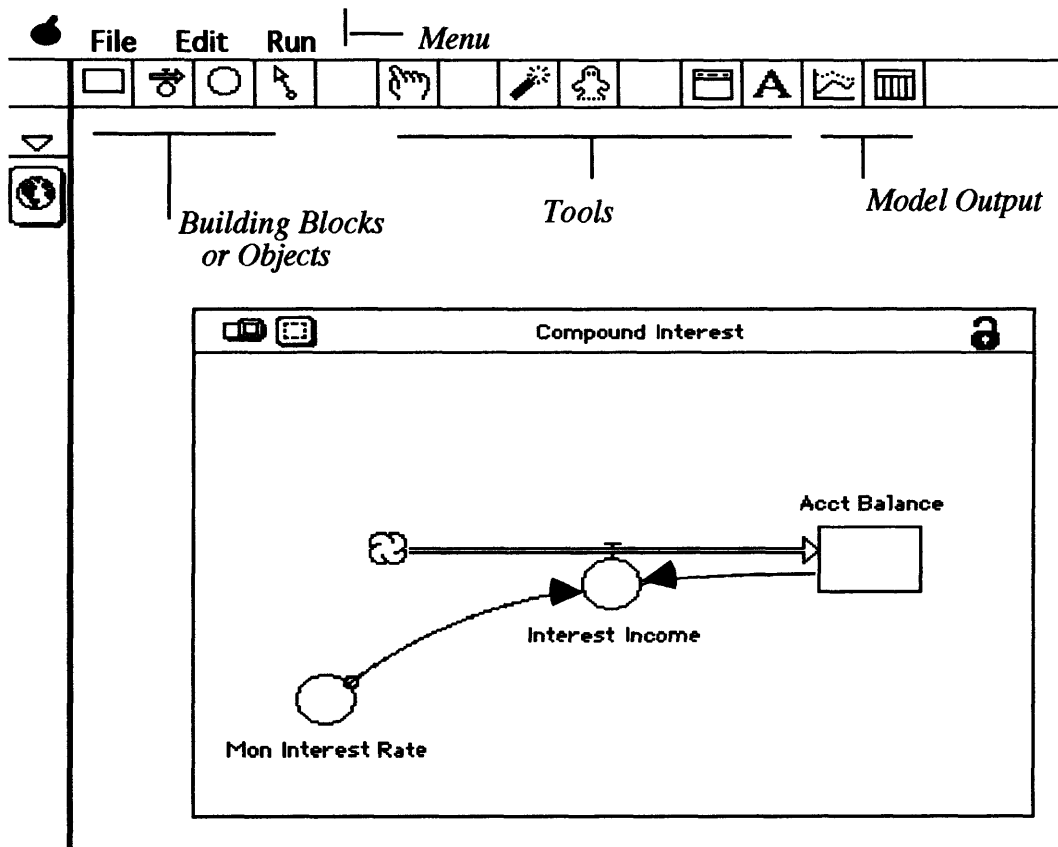 File Edit Run Menu
A
Building Blocks
or Objects
Tools
Model Output
Compound Interest
Acct Balance
Interest Income
Mon Interest Rate